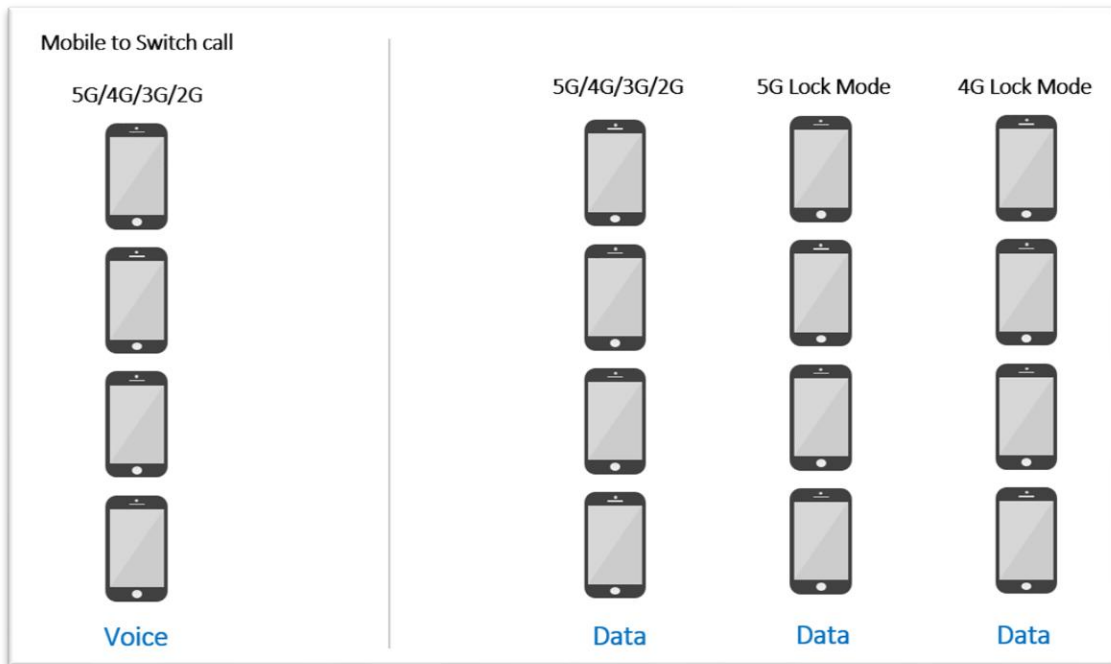 Mobile to Switch call
5G/4G/3G/2G
5G/4G/3G/2G
5G Lock Mode
4G Lock Mode
Voice
Data
Data
Data